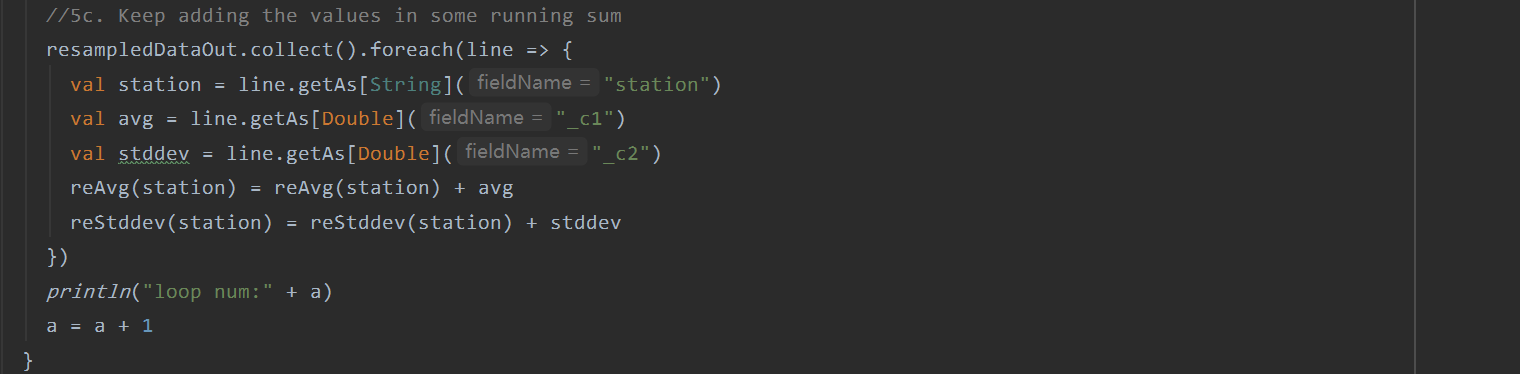 //5c. Keep adding the values in some running sum
resampledDataOut.collect().foreach(line => {
val station = line.getAs[String]( fieldName = "station")
val avg = line.getAs[Double]( fieldName = "_c1")
val stddev = line.getAs[Double]( fieldName = "_c2")
reAvg(station) = reAvg(station) + avg
reStddev(station) = reStddev(station) + stddev
})
println("loop num:" + a)
a = a + 1
}